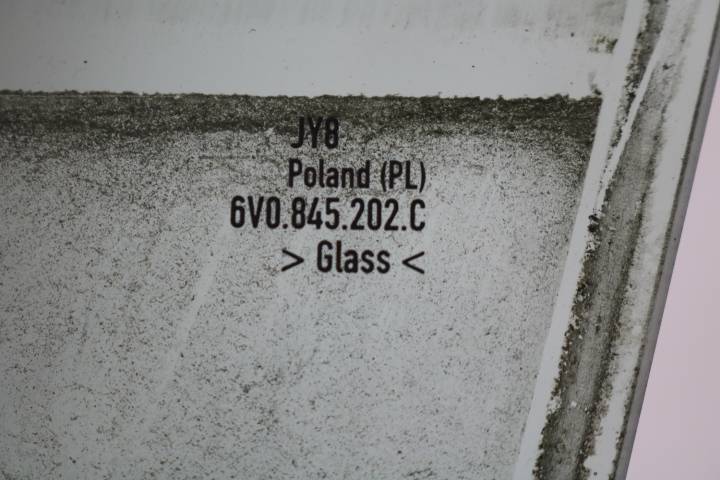 JY8
Poland (PL)
6V0.845.202.C
> Glass <